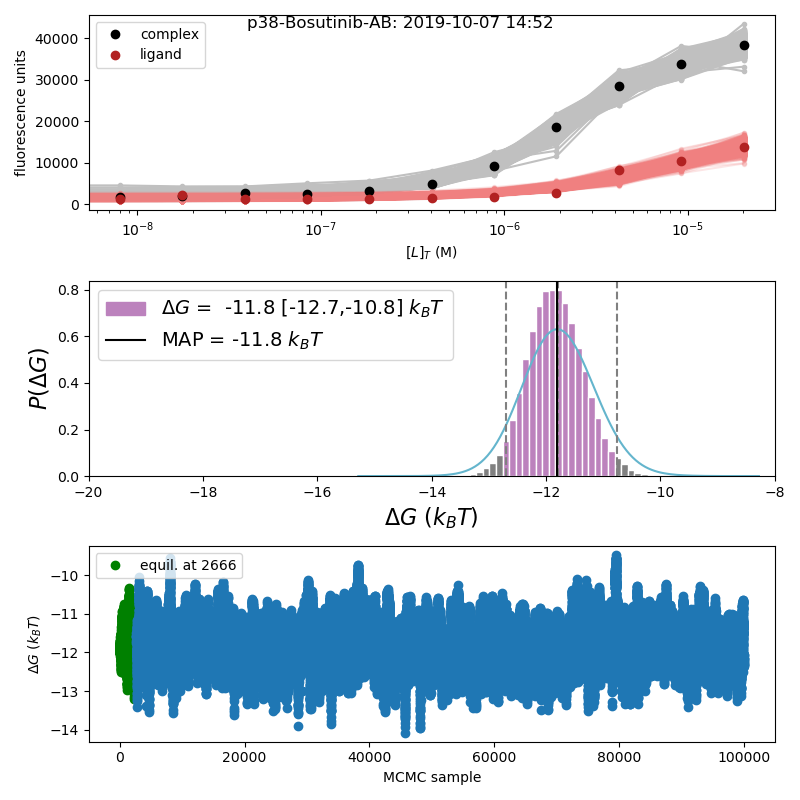 p38-Bosutinib-AB: 2019-10-07 14:52
complex
ligand
fluorescence units
40000
30000
20000
10000
0
10⁻⁸ 10⁻⁷ 10⁻⁶ 10⁻⁵
[L]_T (M)
ΔG = -11.8 [-12.7,-10.8] k_BT
MAP = -11.8 k_BT
P(ΔG)
0.8
0.6
0.4
0.2
0.0
−20 −18 −16 −14 −12 −10 −8
ΔG (k_BT)
equil. at 2666
ΔG (k_BT)
−10
−11
−12
−13
−14
0 20000 40000 60000 80000 100000
MCMC sample